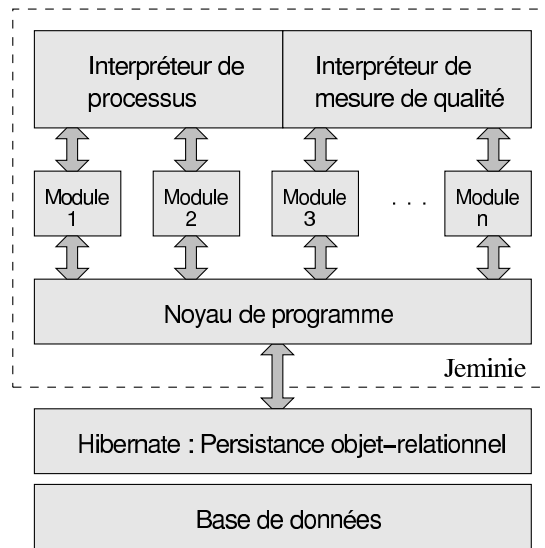 Interpréteur de
processus
Interpréteur de
mesure de qualité
Module
1
Module
2
Module
3
. . .
Module
n
Noyau de programme
Jeminie
Hibernate : Persistance objet–relationnel
Base de données